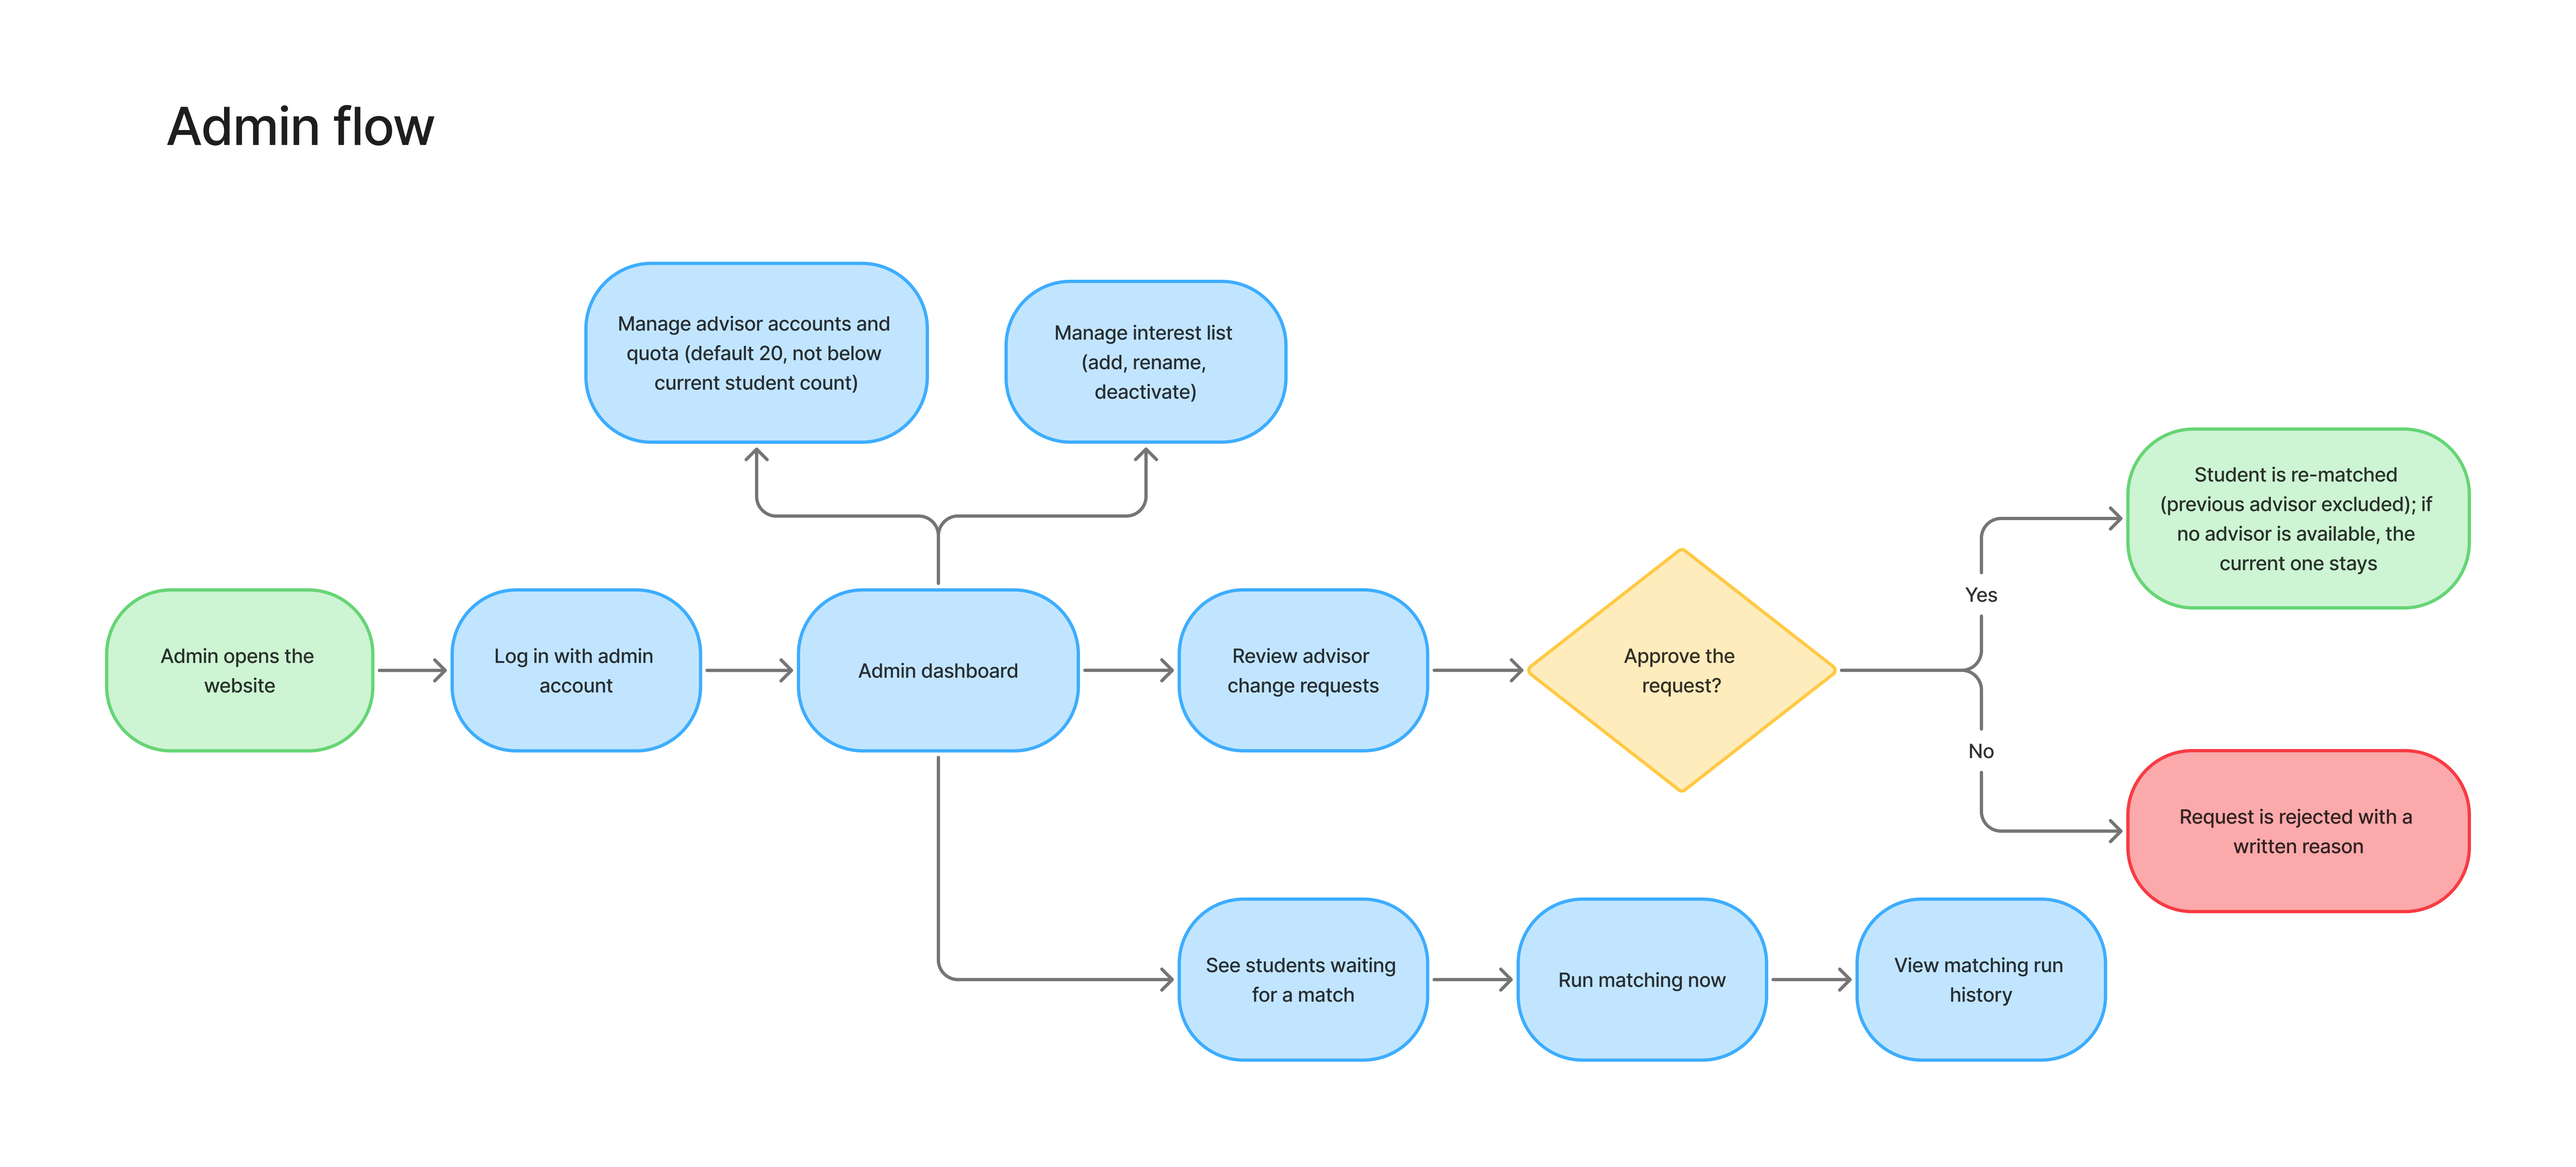 Admin flow
Manage advisor accounts and
quota (default 20, not below
current student count)
Manage interest list
(add, rename,
deactivate)
Admin opens the
website
Log in with admin
account
Admin dashboard
Review advisor
change requests
Approve the
request?
Yes
Student is re-matched
(previous advisor excluded); if
no advisor is available, the
current one stays
No
Request is rejected with a
written reason
See students waiting
for a match
Run matching now
View matching run
history